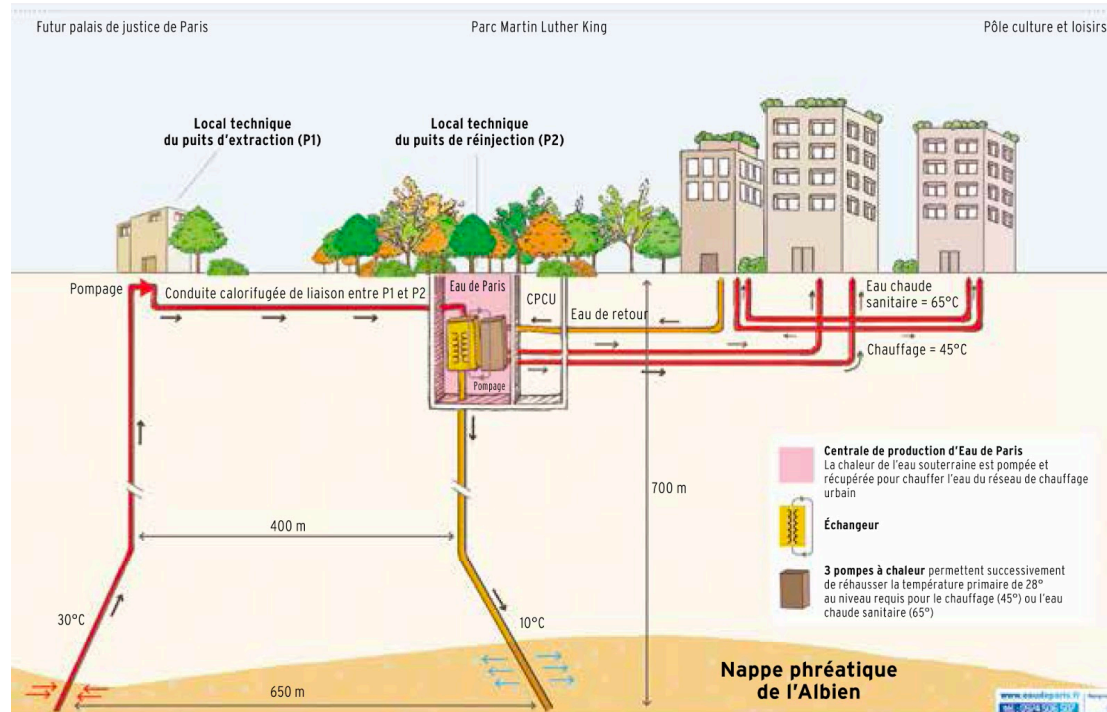 Futur palais de justice de Paris
Parc Martin Luther King
Pôle culture et loisirs
Local technique
du puits d'extraction (P1)
Local technique
du puits de réinjection (P2)
Pompage
Conduite calorifugée de liaison entre P1 et P2
Eau de Paris
CPCU
Eau de retour
Pompage
Eau chaude
sanitaire = 65°C
Chauffage = 45°C
700 m
400 m
30°C
10°C
650 m
Centrale de production d'Eau de Paris
La chaleur de l'eau souterraine est pompée et
récupérée pour chauffer l'eau du réseau de chauffage
urbain
Échangeur
3 pompes à chaleur permettent successivement
de réhausser la température primaire de 28°
au niveau requis pour le chauffage (45°) ou l'eau
chaude sanitaire (65°)
Nappe phréatique
de l'Albien
www.eaudeparis.fr